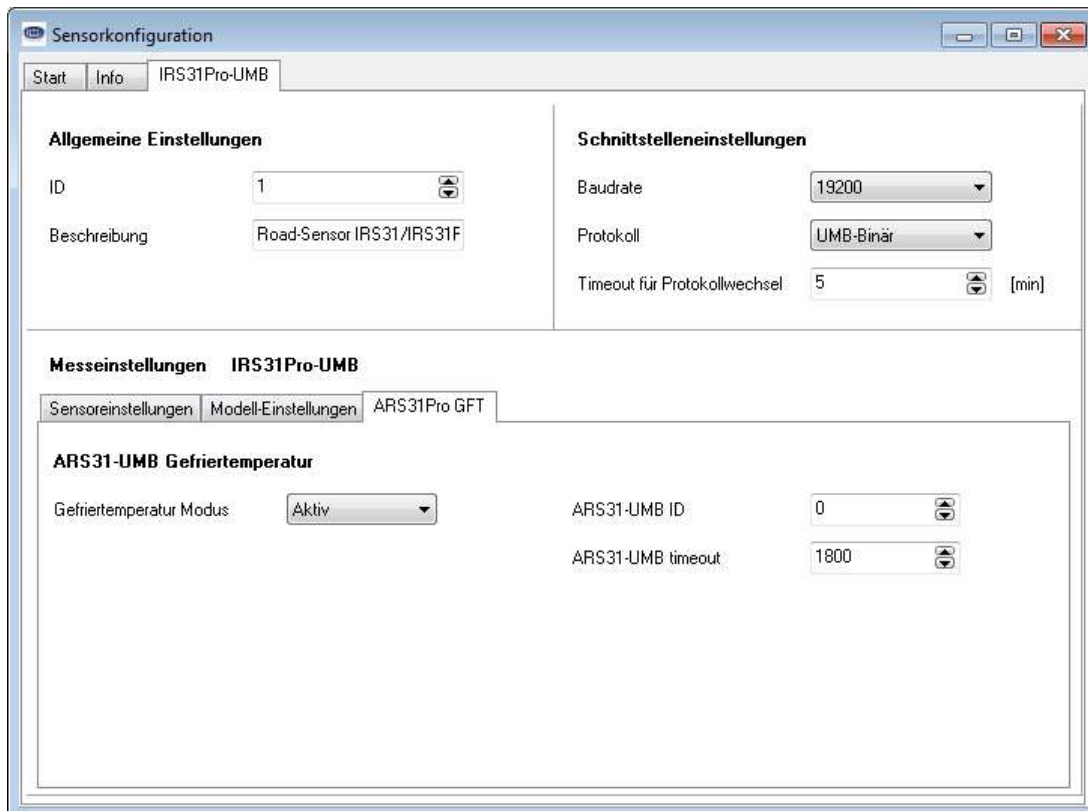 Sensorkonfiguration
Start
Info
IRS31Pro-UMB
Allgemeine Einstellungen
ID
1
Beschreibung
Road-Sensor IRS31/IRS31F
Schnittstelleneinstellungen
Baudrate
19200
Protokoll
UMB-Binär
Timeout für Protokollwechsel
5
[min]
Messeinstellungen IRS31Pro-UMB
Sensoreinstellungen
Modell-Einstellungen
ARS31Pro GFT
ARS31-UMB Gefriertemperatur
Gefriertemperatur Modus
Aktiv
ARS31-UMB ID
0
ARS31-UMB timeout
1800